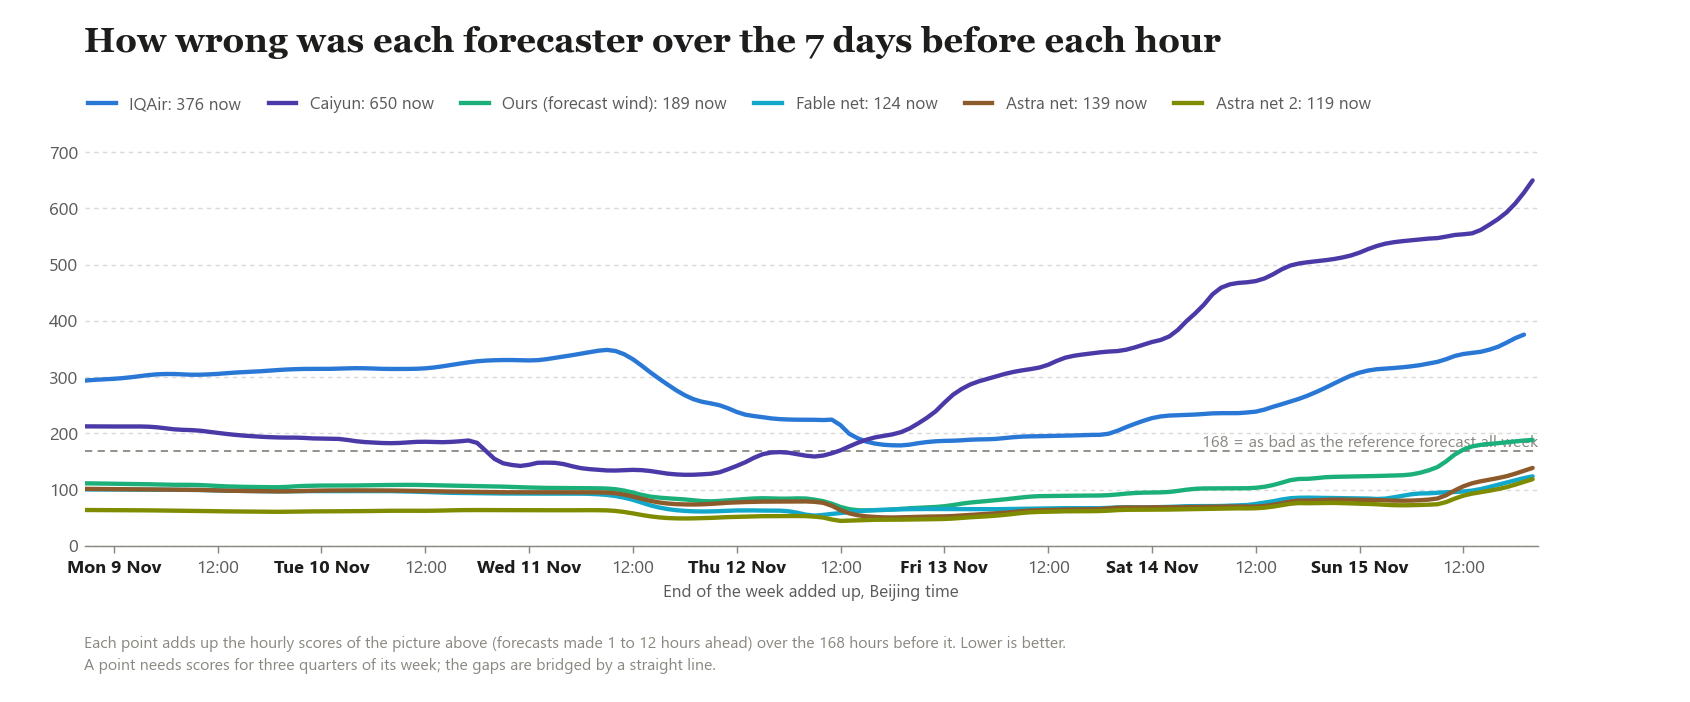 How wrong was each forecaster over the 7 days before each hour
IQAir: 376 now Caiyun: 650 now Ours (forecast wind): 189 now Fable net: 124 now Astra net: 139 now Astra net 2: 119 now
700
600
500
400
300
200
168 = as bad as the reference forecast all week
100
0
Mon 9 Nov 12:00 Tue 10 Nov 12:00 Wed 11 Nov 12:00 Thu 12 Nov 12:00 Fri 13 Nov 12:00 Sat 14 Nov 12:00 Sun 15 Nov 12:00
End of the week added up, Beijing time
Each point adds up the hourly scores of the picture above (forecasts made 1 to 12 hours ahead) over the 168 hours before it. Lower is better.
A point needs scores for three quarters of its week; the gaps are bridged by a straight line.